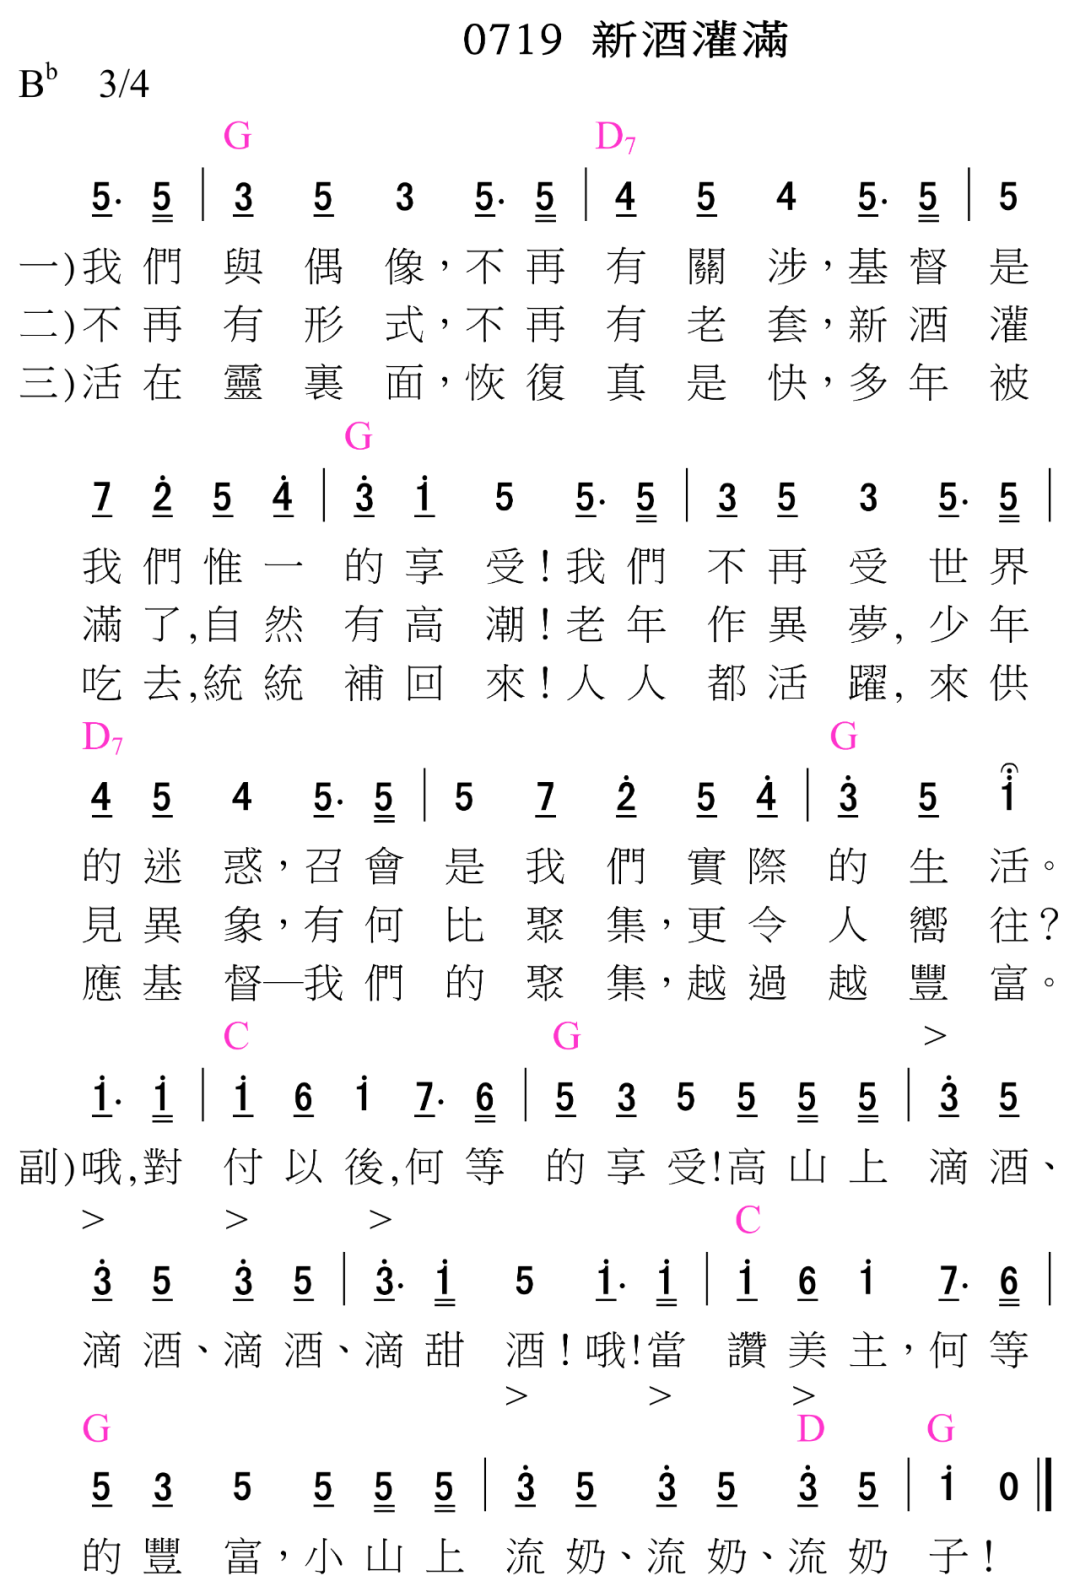 0719 新酒灌滿
B♭ 3/4
G D7
5. 5 | 3 5 3 5. 5 | 4 5 4 5. 5 | 5
一)我們 與偶像，不再有關涉，基督是
二)不再有形式，不再有老套，新酒灌
三)活在靈裏面，恢復真是快，多年被
G
7 2̇ 5 4̇ | 3̇ 1̇ 5 5. 5 | 3 5 3 5. 5 |
我們惟一的享受！我們不再受世界
滿了,自然有高潮！老年作異夢, 少年
吃去,統統補回來！人人都活躍, 來供
D7 G
4 5 4 5. 5 | 5 7 2̇ 5 4̇ | 3̇ 5 1̇
的迷惑，召會是我們實際的生活。
見異象，有何比聚集，更令人嚮往？
應基督—我們的聚集，越過越豐富。
C G >
1̇. 1̇ | 1̇ 6 1̇ 7. 6 | 5 3 5 5 5 5 | 3̇ 5
副)哦,對付以後,何等的享受!高山上滴酒、
> > > C
3̇ 5 3̇ 5 | 3̇. 1̇ 5 1̇. 1̇ | 1̇ 6 1̇ 7. 6 |
滴酒、滴酒、滴甜酒！哦!當讚美主，何等
> > >
G D G
5 3 5 5 5 5 | 3̇ 5 3̇ 5 3̇ 5 | 1̇ 0 ‖
的豐富，小山上流奶、流奶、流奶子！